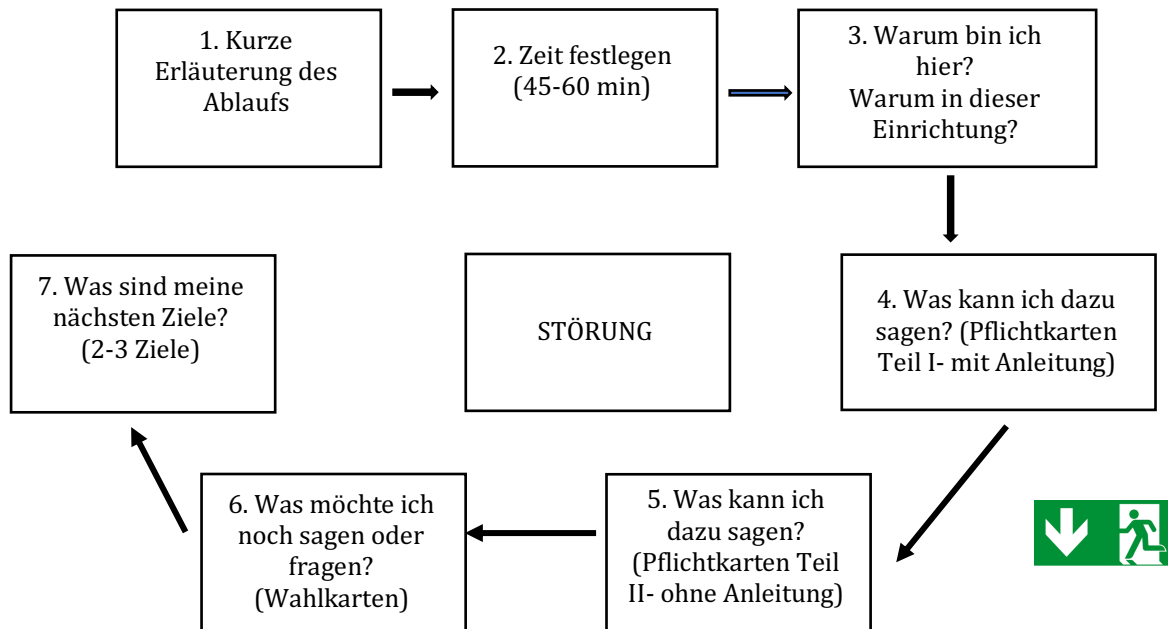 1. Kurze
Erläuterung des
Ablaufs
2. Zeit festlegen
(45-60 min)
3. Warum bin ich
hier?
Warum in dieser
Einrichtung?
4. Was kann ich dazu
sagen? (Pflichtkarten
Teil I- mit Anleitung)
5. Was kann ich
dazu sagen?
(Pflichtkarten Teil
II- ohne Anleitung)
6. Was möchte ich
noch sagen oder
fragen?
(Wahlkarten)
7. Was sind meine
nächsten Ziele?
(2-3 Ziele)
STÖRUNG